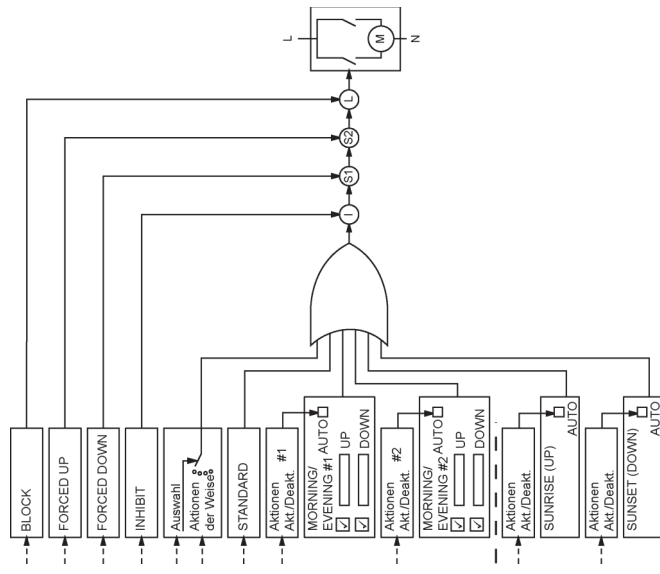 L
N
M
L
S2
S1
I
BLOCK
FORCED UP
FORCED DOWN
INHIBIT
Auswahl
Aktionen
der Weise
STANDARD
Aktionen #1
Akt./Deakt.
MORNING/
EVENING #1 AUTO
UP
DOWN
Aktionen #2
Akt./Deakt.
MORNING/
EVENING #2 AUTO
UP
DOWN
Aktionen
Akt./Deakt.
SUNRISE (UP)
AUTO
Aktionen
Akt./Deakt.
SUNSET (DOWN)
AUTO